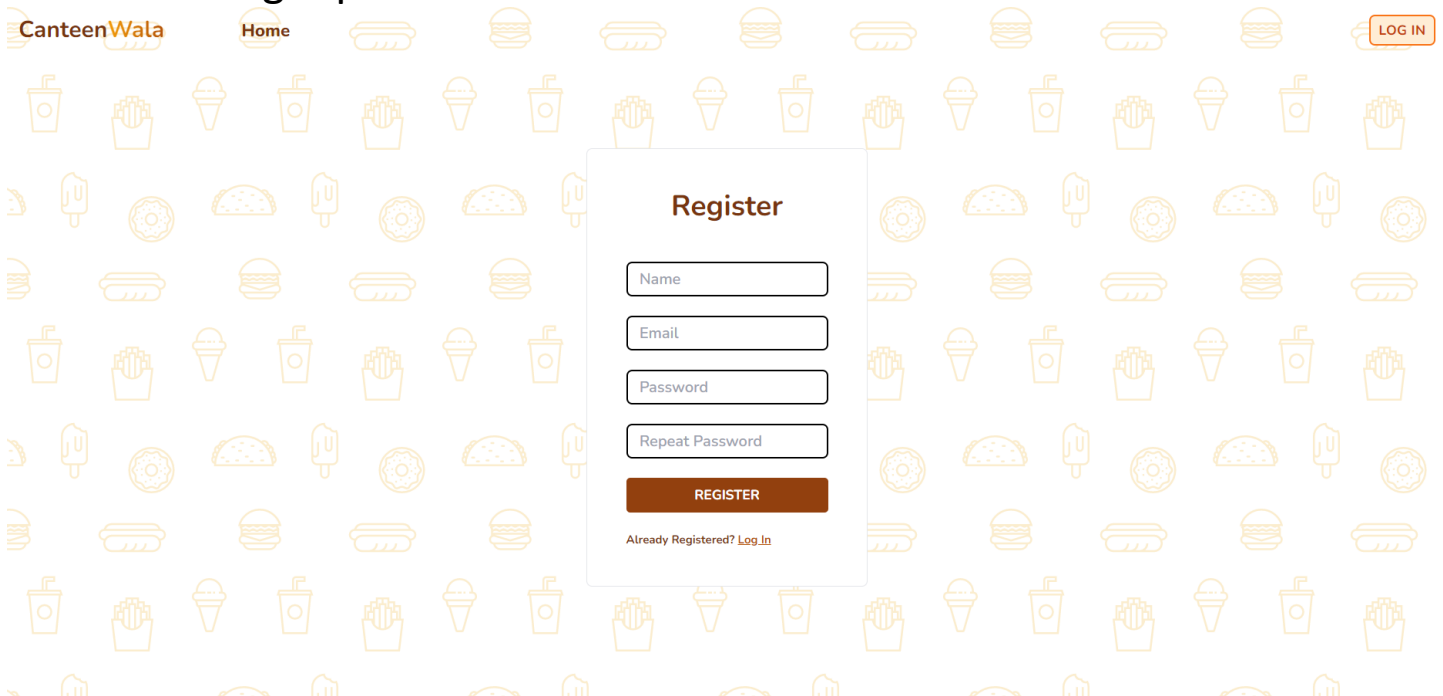 CanteenWala
Home
LOG IN
Register
Name
Email
Password
Repeat Password
REGISTER
Already Registered? Log In